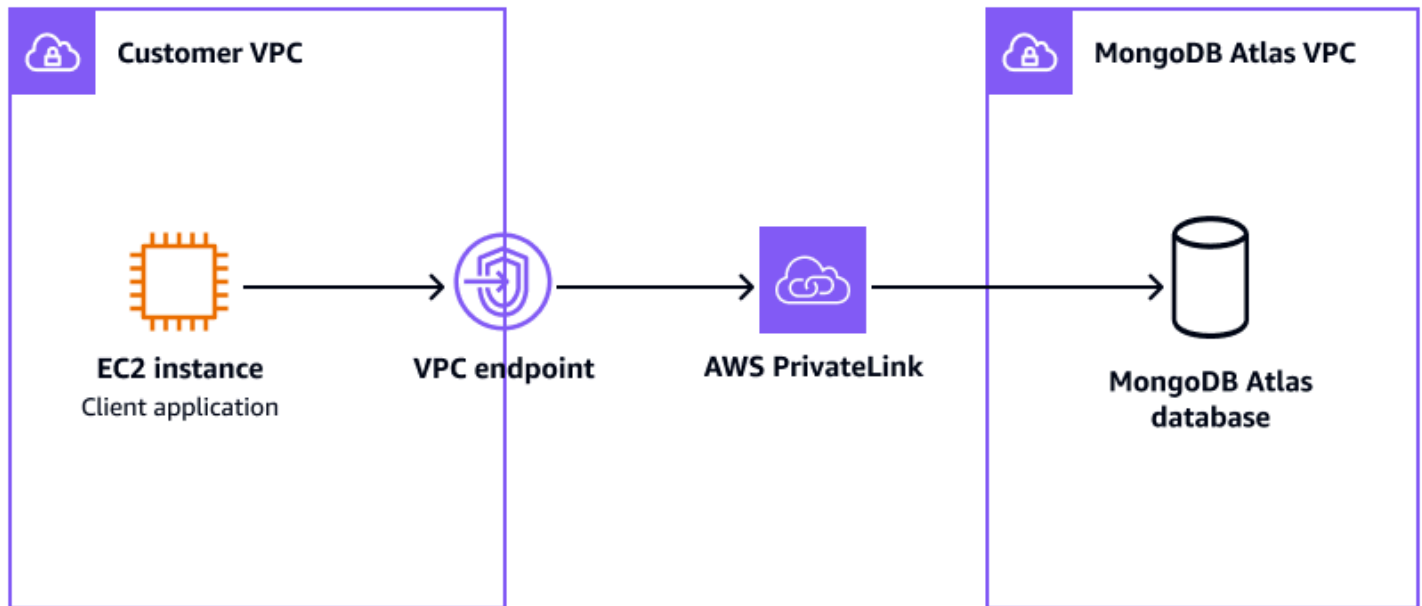 Customer VPC
MongoDB Atlas VPC
EC2 instance
Client application
VPC endpoint
AWS PrivateLink
MongoDB Atlas
database